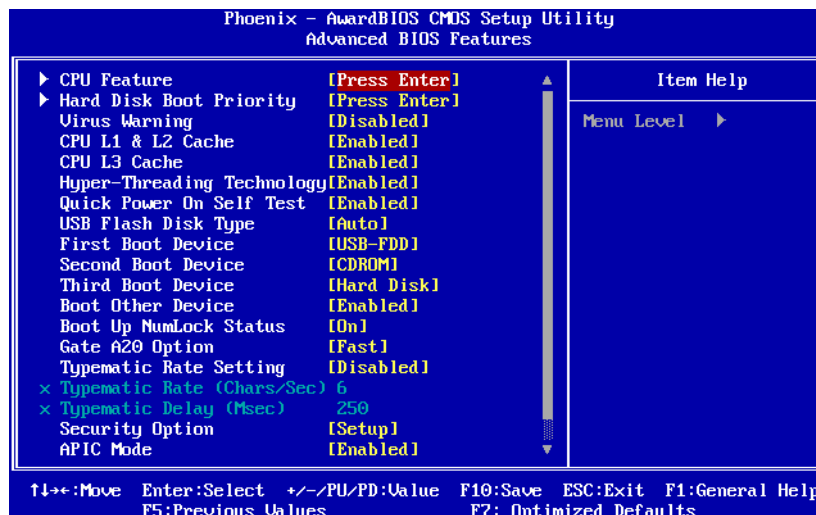 Phoenix - AwardBIOS CMOS Setup Utility
Advanced BIOS Features
CPU Feature [Press Enter]
Hard Disk Boot Priority [Press Enter]
Virus Warning [Disabled]
CPU L1 & L2 Cache [Enabled]
CPU L3 Cache [Enabled]
Hyper-Threading Technology[Enabled]
Quick Power On Self Test [Enabled]
USB Flash Disk Type [Auto]
First Boot Device [USB-FDD]
Second Boot Device [CDROM]
Third Boot Device [Hard Disk]
Boot Other Device [Enabled]
Boot Up NumLock Status [On]
Gate A20 Option [Fast]
Typematic Rate Setting [Disabled]
x Typematic Rate (Chars/Sec) 6
x Typematic Delay (Msec) 250
Security Option [Setup]
APIC Mode [Enabled]
Item Help
Menu Level
↑↓→←:Move Enter:Select +/-/PU/PD:Value F10:Save ESC:Exit F1:General Help
F5:Previous Values F7: Optimized Defaults